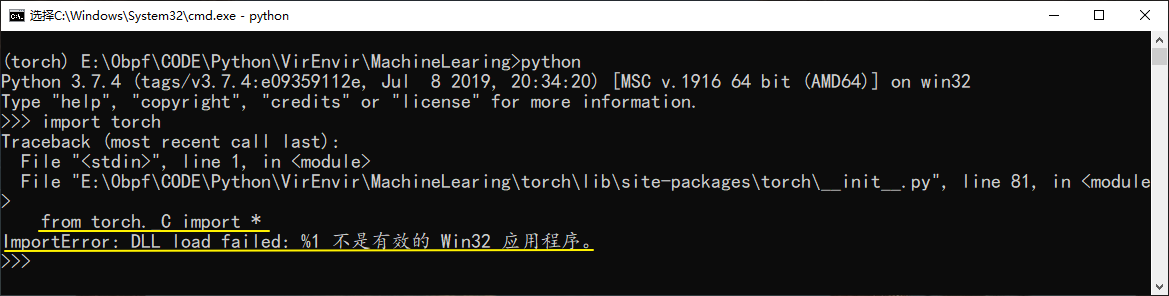 选择C:\Windows\System32\cmd.exe - python
(torch) E:\Obpf\CODE\Python\VirEnvir\MachineLearing>python
Python 3.7.4 (tags/v3.7.4:e09359112e, Jul  8 2019, 20:34:20) [MSC v.1916 64 bit (AMD64)] on win32
Type "help", "copyright", "credits" or "license" for more information.
>>> import torch
Traceback (most recent call last):
  File "<stdin>", line 1, in <module>
  File "E:\Obpf\CODE\Python\VirEnvir\MachineLearing\torch\lib\site-packages\torch\__init__.py", line 81, in <module
>
    from torch._C import *
ImportError: DLL load failed: %1 不是有效的 Win32 应用程序。
>>>